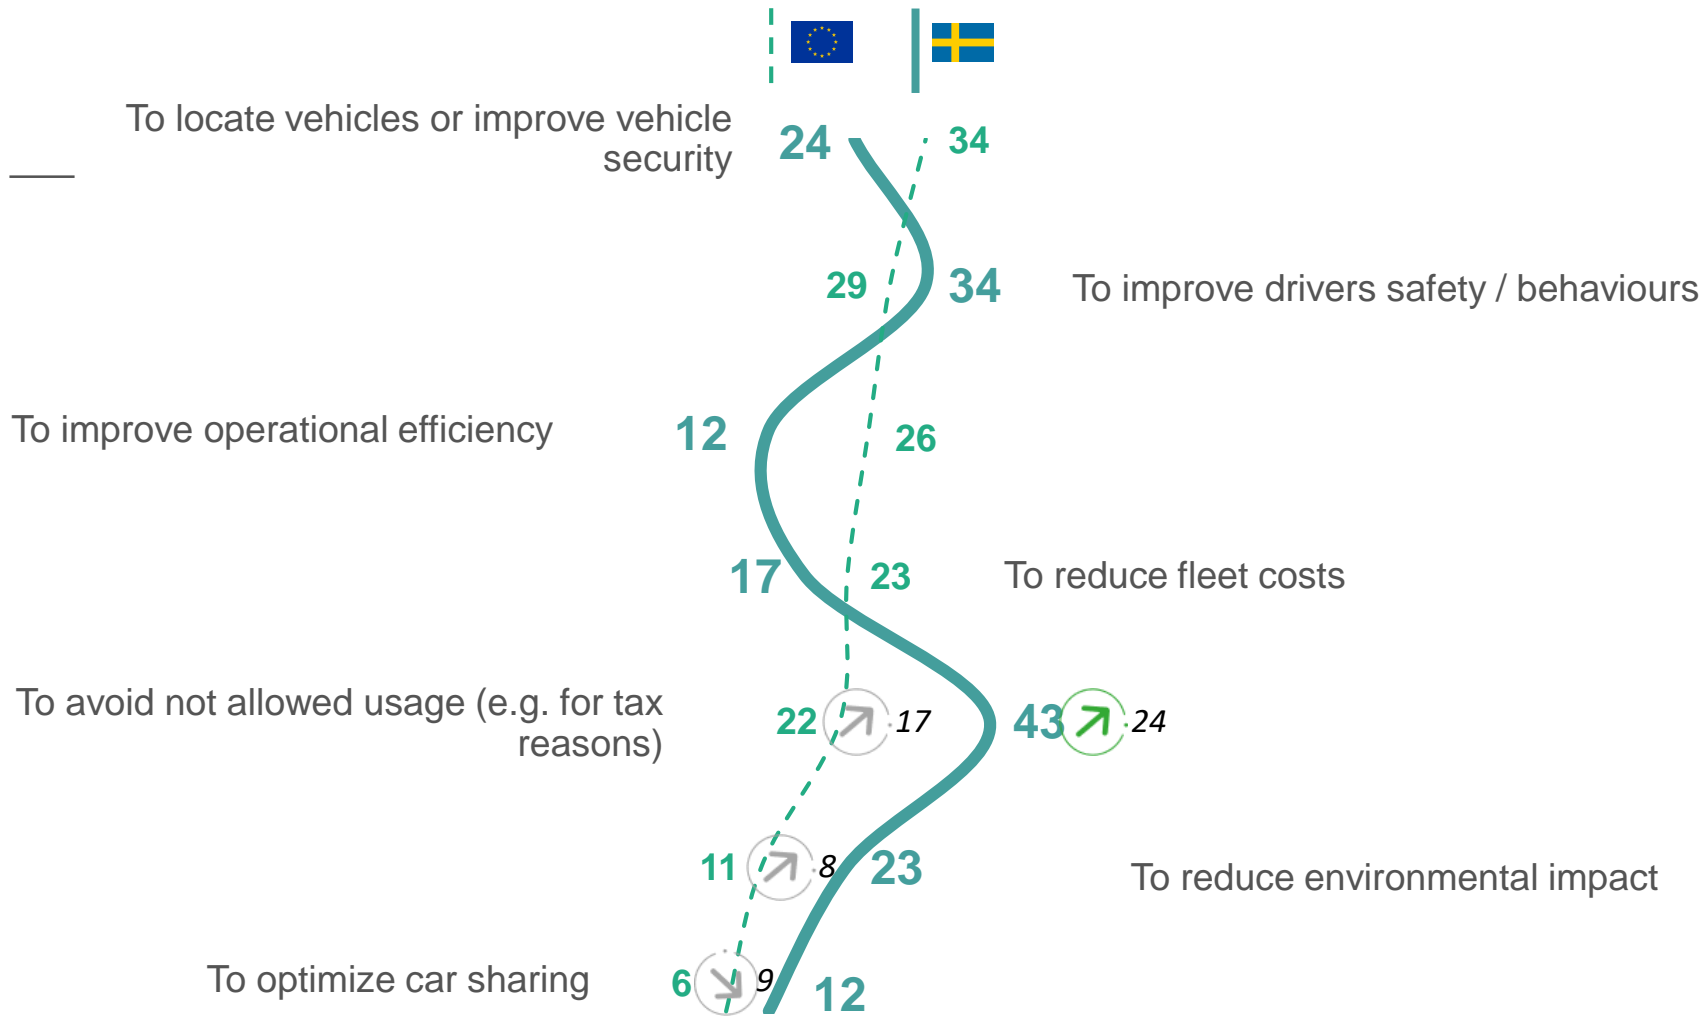 To locate vehicles or improve vehicle
security
24
34
29
34
To improve drivers safety / behaviours
To improve operational efficiency
12
26
17
23
To reduce fleet costs
To avoid not allowed usage (e.g. for tax
reasons)
22
17
43
24
11
8
23
To reduce environmental impact
To optimize car sharing
6
9
12